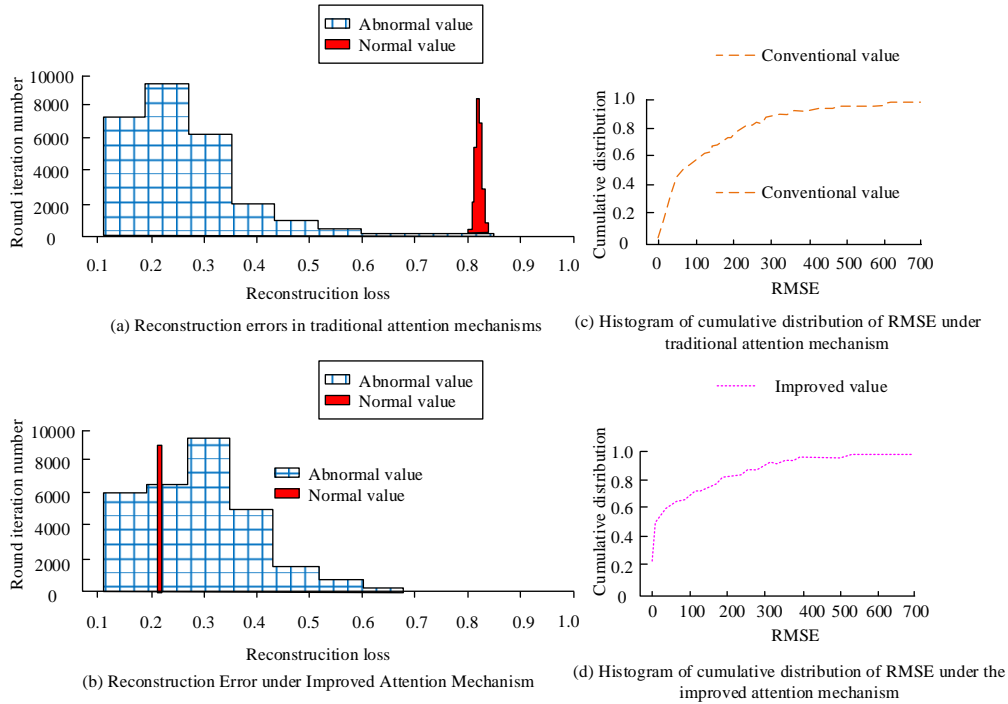 Abnormal value
Normal value
Round iteration number
10000
8000
6000
4000
2000
0
0.1 0.2 0.3 0.4 0.5 0.6 0.7 0.8 0.9 1.0
Reconstrucition loss
(a) Reconstruction errors in traditional attention mechanisms
Conventional value
Cumulative distribution
1.0
0.8
0.6
0.4
0.2
0
Conventional value
0 100 200 300 400 500 600 700
RMSE
(c) Histogram of cumulative distribution of RMSE under
traditional attention mechanism
Abnormal value
Normal value
Round iteration number
10000
8000
6000
4000
2000
0
Abnormal value
Normal value
0.1 0.2 0.3 0.4 0.5 0.6 0.7 0.8 0.9 1.0
Reconstruction loss
(b) Reconstruction Error under Improved Attention Mechanism
Improved value
Cumulative distribution
1.0
0.8
0.6
0.4
0.2
0
0 100 200 300 400 500 600 700
RMSE
(d) Histogram of cumulative distribution of RMSE under the
improved attention mechanism